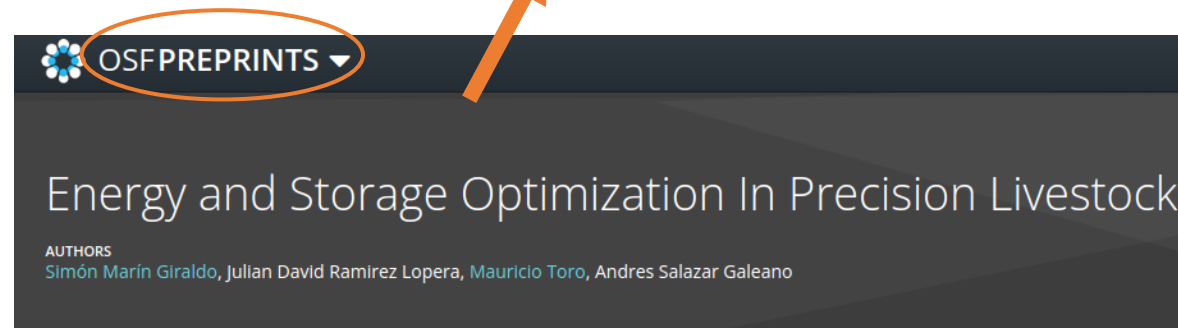 OSFPREPRINTS
Energy and Storage Optimization In Precision Livestock
AUTHORS
Simón Marín Giraldo, Julian David Ramirez Lopera, Mauricio Toro, Andres Salazar Galeano